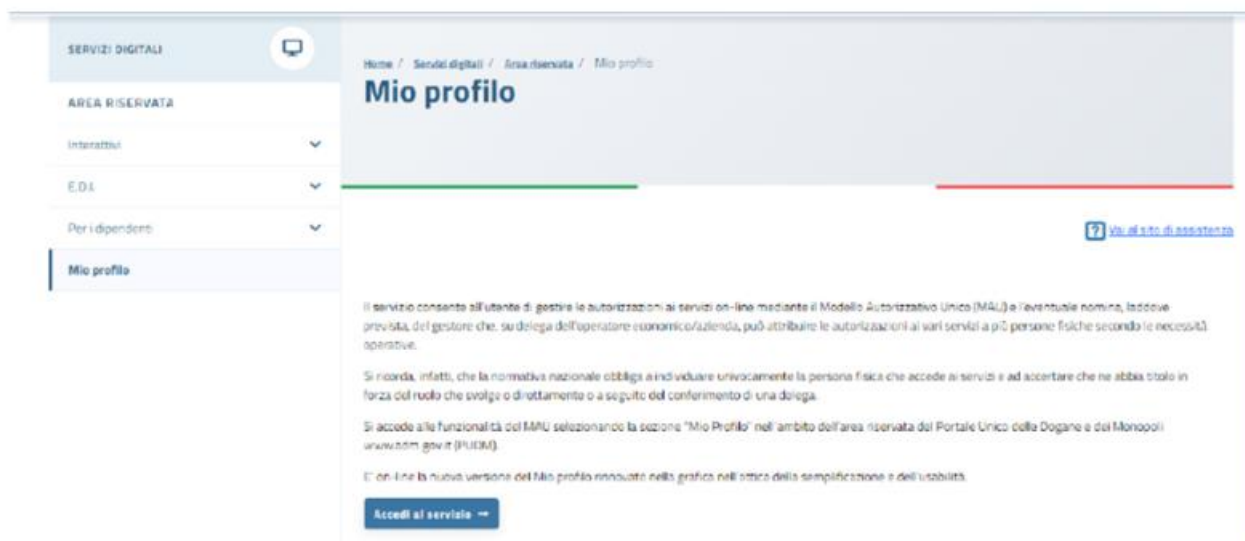 SERVIZI DIGITALI
AREA RISERVATA
Interattivi
E.D.I.
Per i dipendenti
Mio profilo
Home / Servizi digitali / Area riservata / Mio profilo
Mio profilo
? Vai al sito di assistenza
Il servizio consente all'utente di gestire le autorizzazioni ai servizi on-line mediante il Modello Autorizzativo Unico (MAU) e l'eventuale nomina, laddove
prevista, del gestore che, su delega dell'operatore economico/azienda, può attribuire le autorizzazioni ai vari servizi a più persone fisiche secondo le necessità
operative.
Si ricorda, infatti, che la normativa nazionale obbliga a individuare univocamente la persona fisica che accede ai servizi e ad accertare che ne abbia titolo in
forza del ruolo che svolge o direttamente o a seguito del conferimento di una delega.
Si accede alle funzionalità del MAU selezionando la sezione "Mio Profilo" nell'ambito dell'area riservata del Portale Unico delle Dogane e dei Monopoli
www.adm.gov.it (PUDM).
E' on-line la nuova versione del Mio profilo rinnovato nella grafica nell'ottica della semplificazione e dell'usabilità.
Accedi al servizio →